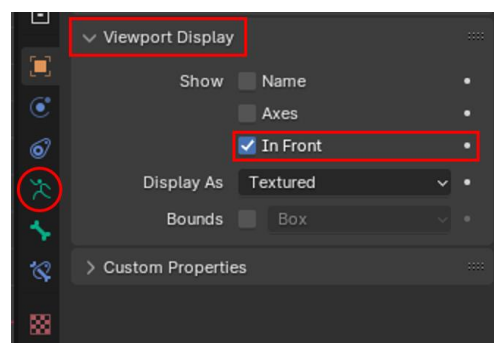 Viewport Display
Show Name
Axes
In Front
Display As Textured
Bounds Box
Custom Properties